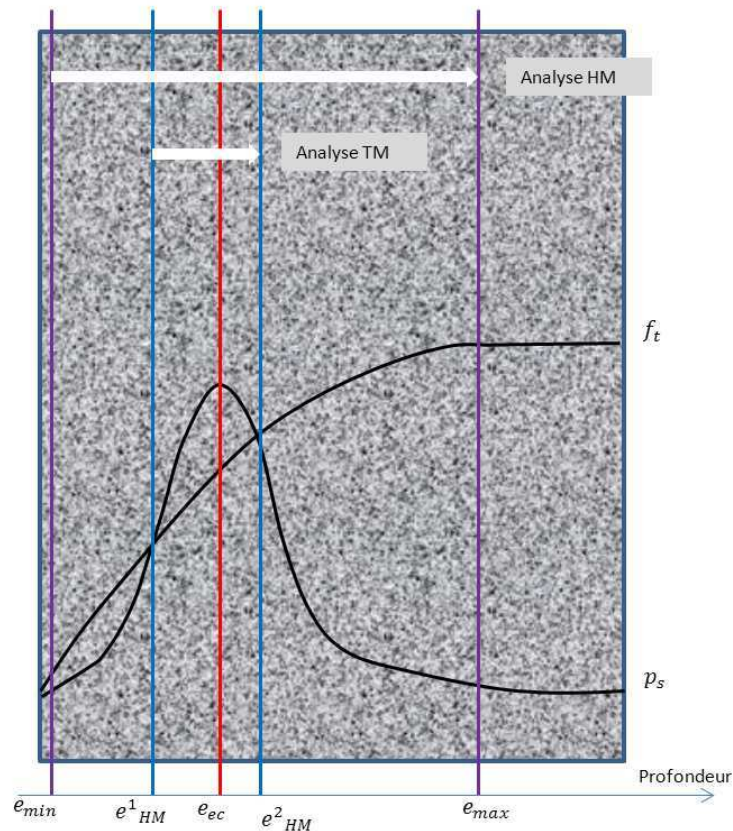 Analyse HM
Analyse TM
f_t
p_s
Profondeur
e_min e^1_HM e_ec e^2_HM e_max